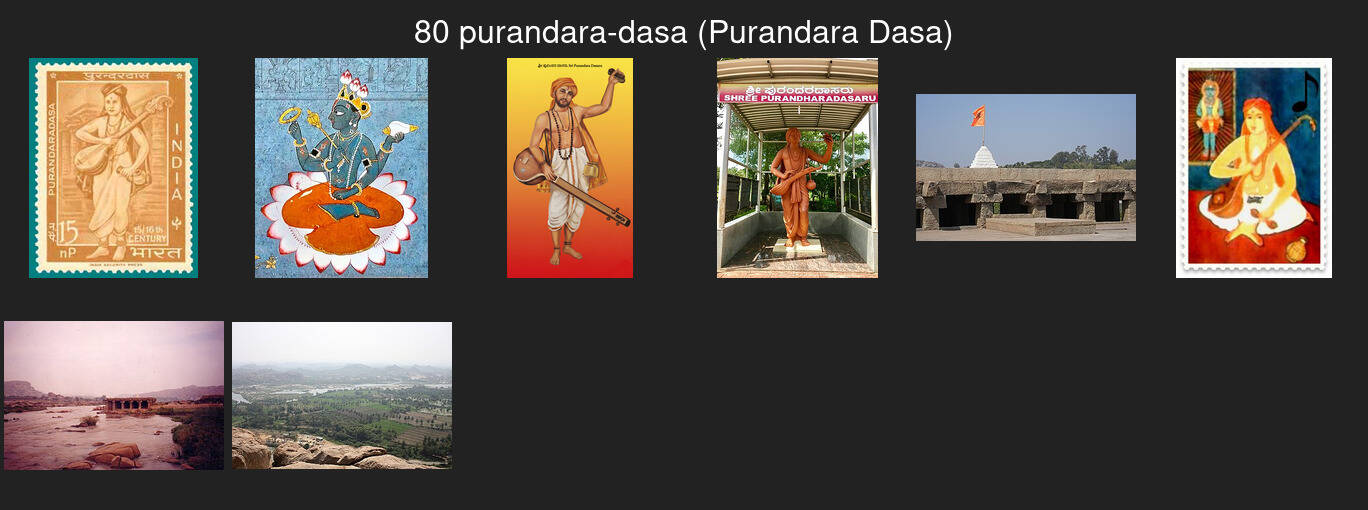 80 purandara-dasa (Purandara Dasa)
पुरन्दरदास
PURANDARADASA
INDIA
15
nP
15/16 th
CENTURY
भारत
ಶ್ರೀ ಪುರಂದರದಾಸರು
SHREE PURANDHARADASARU